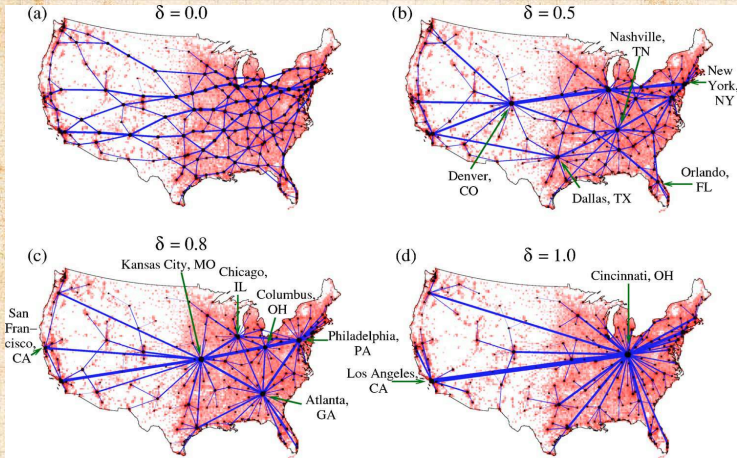 (a)
δ = 0.0
(b)
δ = 0.5
Nashville,
TN
New
York,
NY
Denver,
CO
Dallas, TX
Orlando,
FL
(c)
δ = 0.8
Kansas City, MO
Chicago,
IL
Columbus,
OH
San
Fran–
cisco,
CA
Philadelphia,
PA
Atlanta,
GA
(d)
δ = 1.0
Cincinnati, OH
Los Angeles,
CA